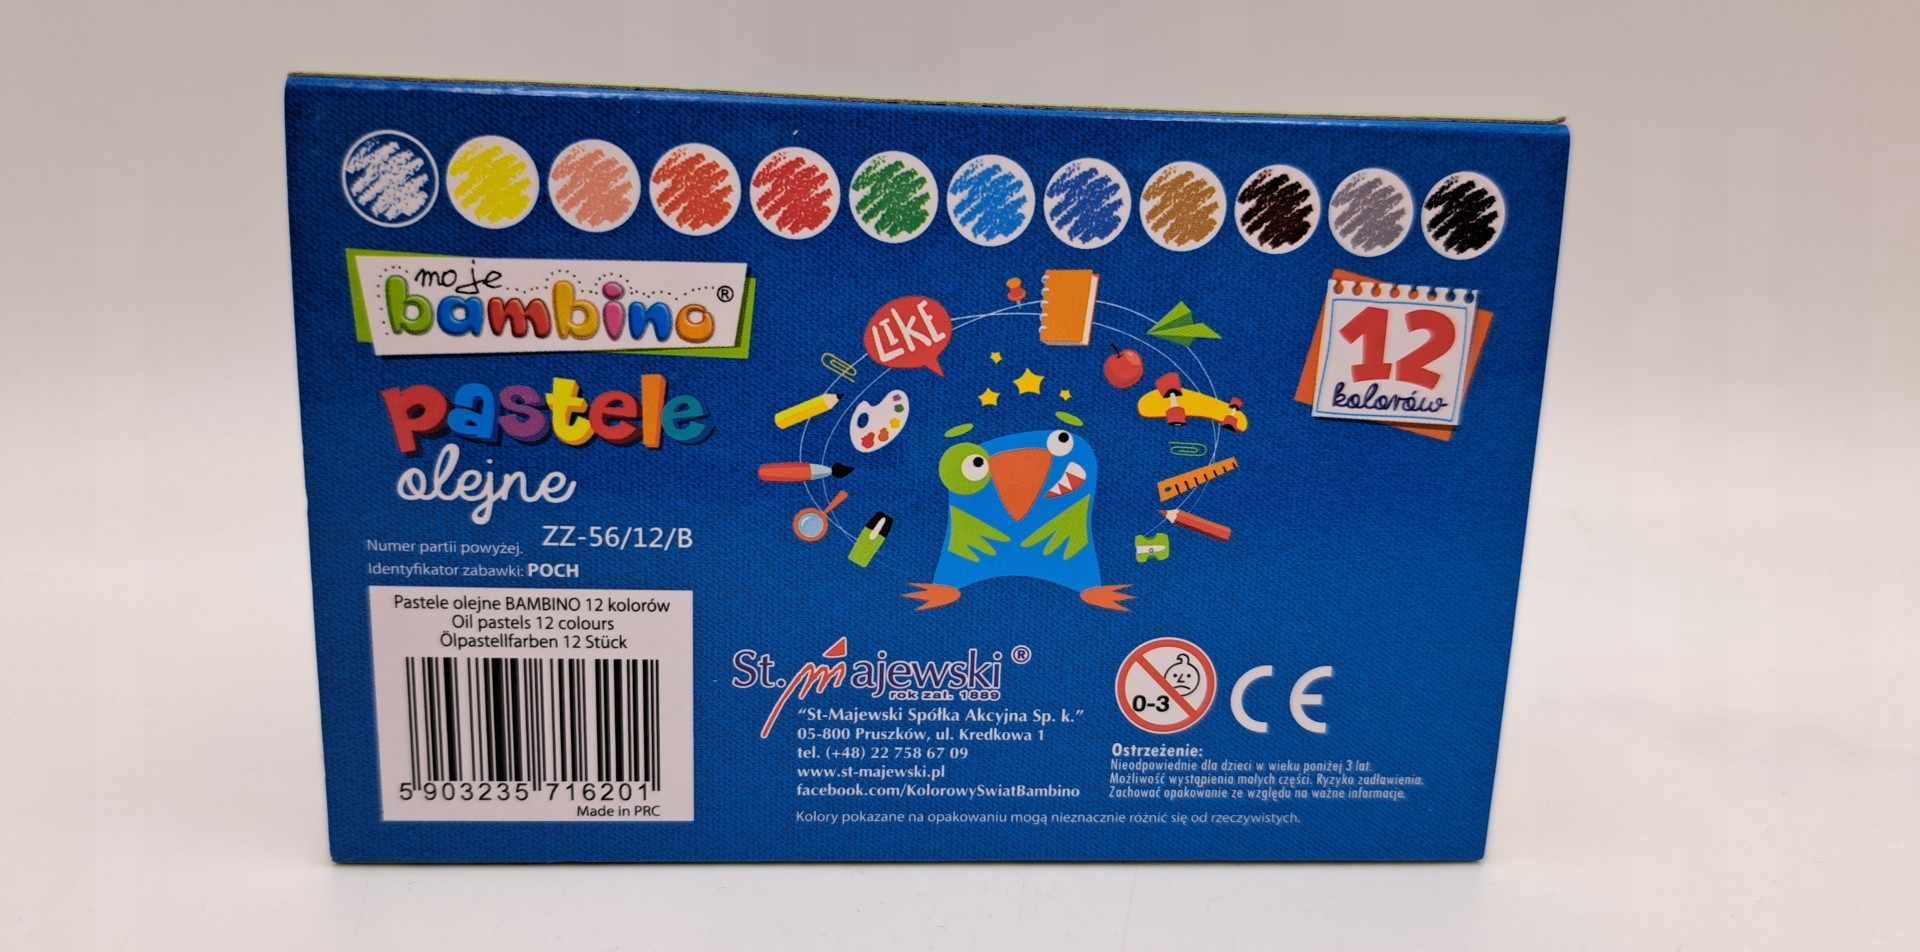 moje
bambino®
pastele
olejne
LIKE
12
kolorów
ZZ-56/12/B
Numer partii powyżej.
Identyfikator zabawki: POCH
Pastele olejne BAMBINO 12 kolorów
Oil pastels 12 colours
Ölpastellfarben 12 Stück
5 903235 716201
Made in PRC
St. Majewski ®
rok zał. 1889
“St-Majewski Spółka Akcyjna Sp. k.”
05-800 Pruszków, ul. Kredkowa 1
tel. (+48) 22 758 67 09
www.st-majewski.pl
facebook.com/KolorowySwiatBambino
0-3
CE
Ostrzeżenie:
Nieodpowiednie dla dzieci w wieku poniżej 3 lat.
Możliwość wystąpienia małych części. Ryzyko zadławienia.
Zachować opakowanie ze względu na ważne informacje.
Kolory pokazane na opakowaniu mogą nieznacznie różnić się od rzeczywistych.